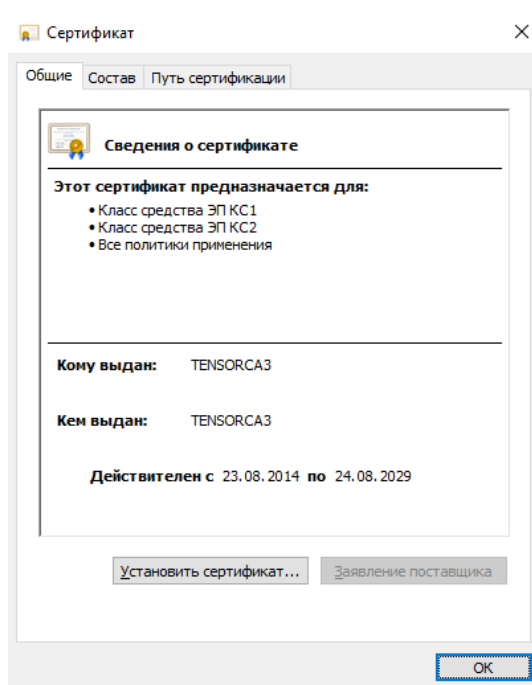 Сертификат
Общие Состав Путь сертификации
Сведения о сертификате
Этот сертификат предназначается для:
• Класс средства ЭП КС1
• Класс средства ЭП КС2
• Все политики применения
Кому выдан: TENSORCA3
Кем выдан: TENSORCA3
Действителен с 23.08.2014 по 24.08.2029
Установить сертификат... Заявление поставщика
ОК